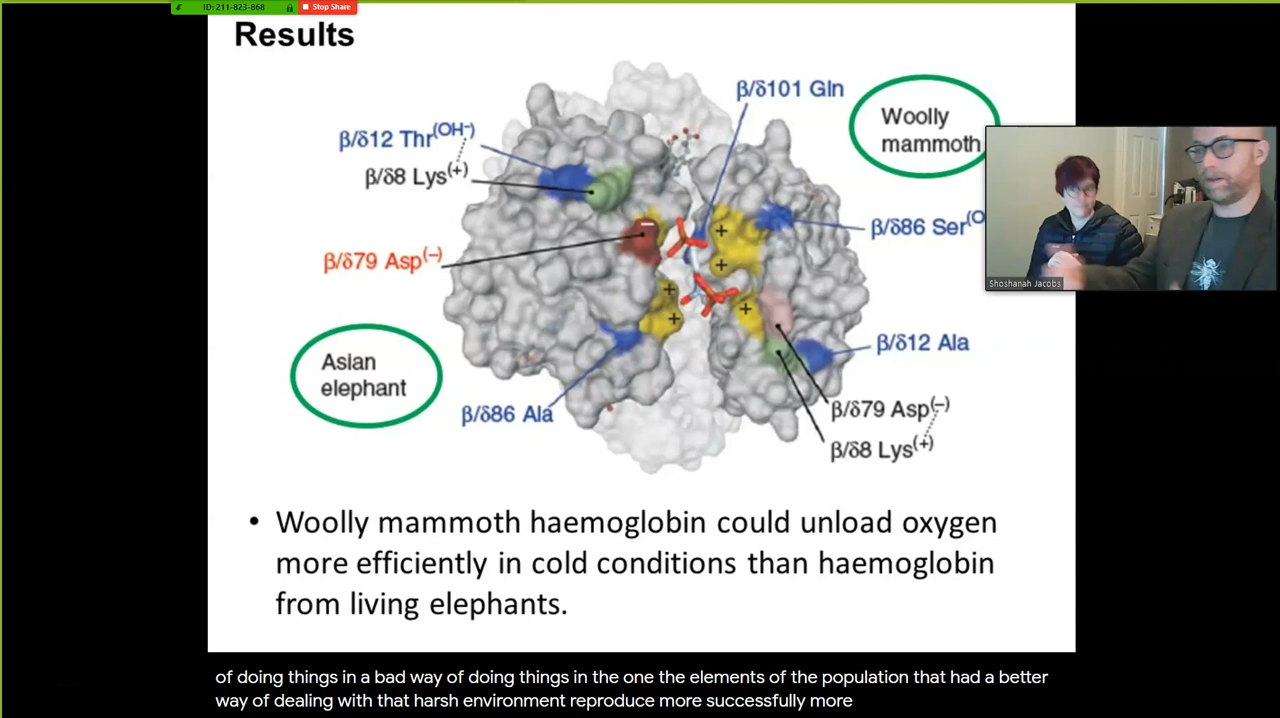 ID: 211-823-868
Stop Share
Results
β/δ101 Gln
Woolly
mammoth
β/δ12 Thr(OH-)
β/δ8 Lys(+)
β/δ86 Ser(O
β/δ79 Asp(−)
Shoshanah Jacobs
−
+
+
+
+
+
Asian
elephant
β/δ12 Ala
β/δ86 Ala
β/δ79 Asp(−)
β/δ8 Lys(+)
• Woolly mammoth haemoglobin could unload oxygen
more efficiently in cold conditions than haemoglobin
from living elephants.
of doing things in a bad way of doing things in the one the elements of the population that had a better
way of dealing with that harsh environment reproduce more successfully more